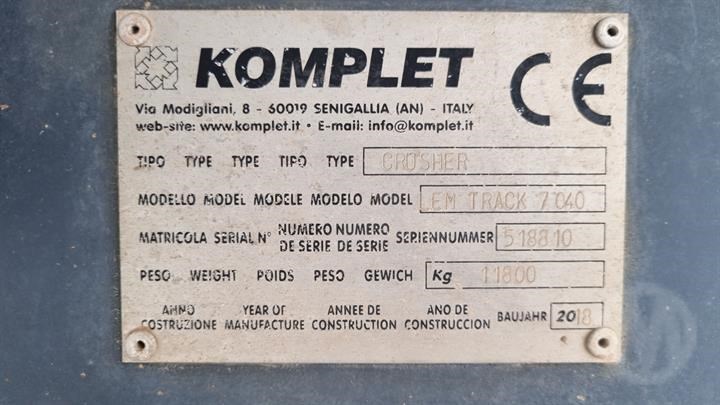 KOMPLET CE
Via Modigliani, 8 - 60019 SENIGALLIA (AN) - ITALY
web-site: www.komplet.it • E-mail: info@komplet.it
TIPO TYPE TYPE TIPO TYPE CRUSHER
MODELLO MODEL MODELE MODELO MODEL LEM TRACK 7040
MATRICOLA SERIAL N° NUMERO DE SERIE NUMERO DE SERIE SERIENNUMMER 518810
PESO WEIGHT POIDS PESO GEWICH Kg 11800
ANNO COSTRUZIONE YEAR OF MANUFACTURE ANNEE DE CONSTRUCTION ANO DE CONSTRUCCION BAUJAHR 2018